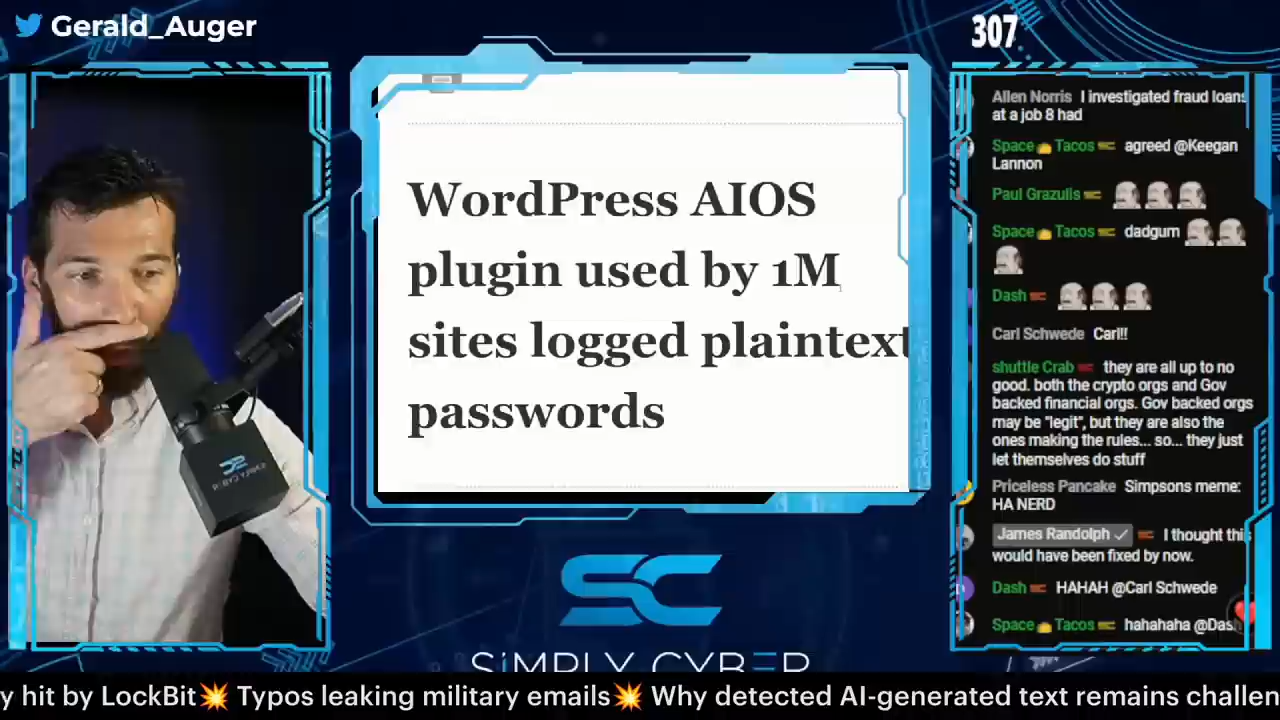 Gerald_Auger
307
WordPress AIOS
plugin used by 1M
sites logged plaintext
passwords
Allen Norris I investigated fraud loans
at a job 8 had
Space Tacos agreed @Keegan
Lannon
Paul Grazulis
Space Tacos dadgum
Dash
Carl Schwede Carl!!
shuttle Crab they are all up to no
good. both the crypto orgs and Gov
backed financial orgs. Gov backed orgs
may be "legit", but they are also the
ones making the rules... so... they just
let themselves do stuff
Priceless Pancake Simpsons meme:
HA NERD
James Randolph I thought this
would have been fixed by now.
Dash HAHAH @Carl Schwede
Space Tacos hahahaha @Dash
SC
SIMPLY CYBER
y hit by LockBit💥 Typos leaking military emails💥 Why detected AI-generated text remains challen